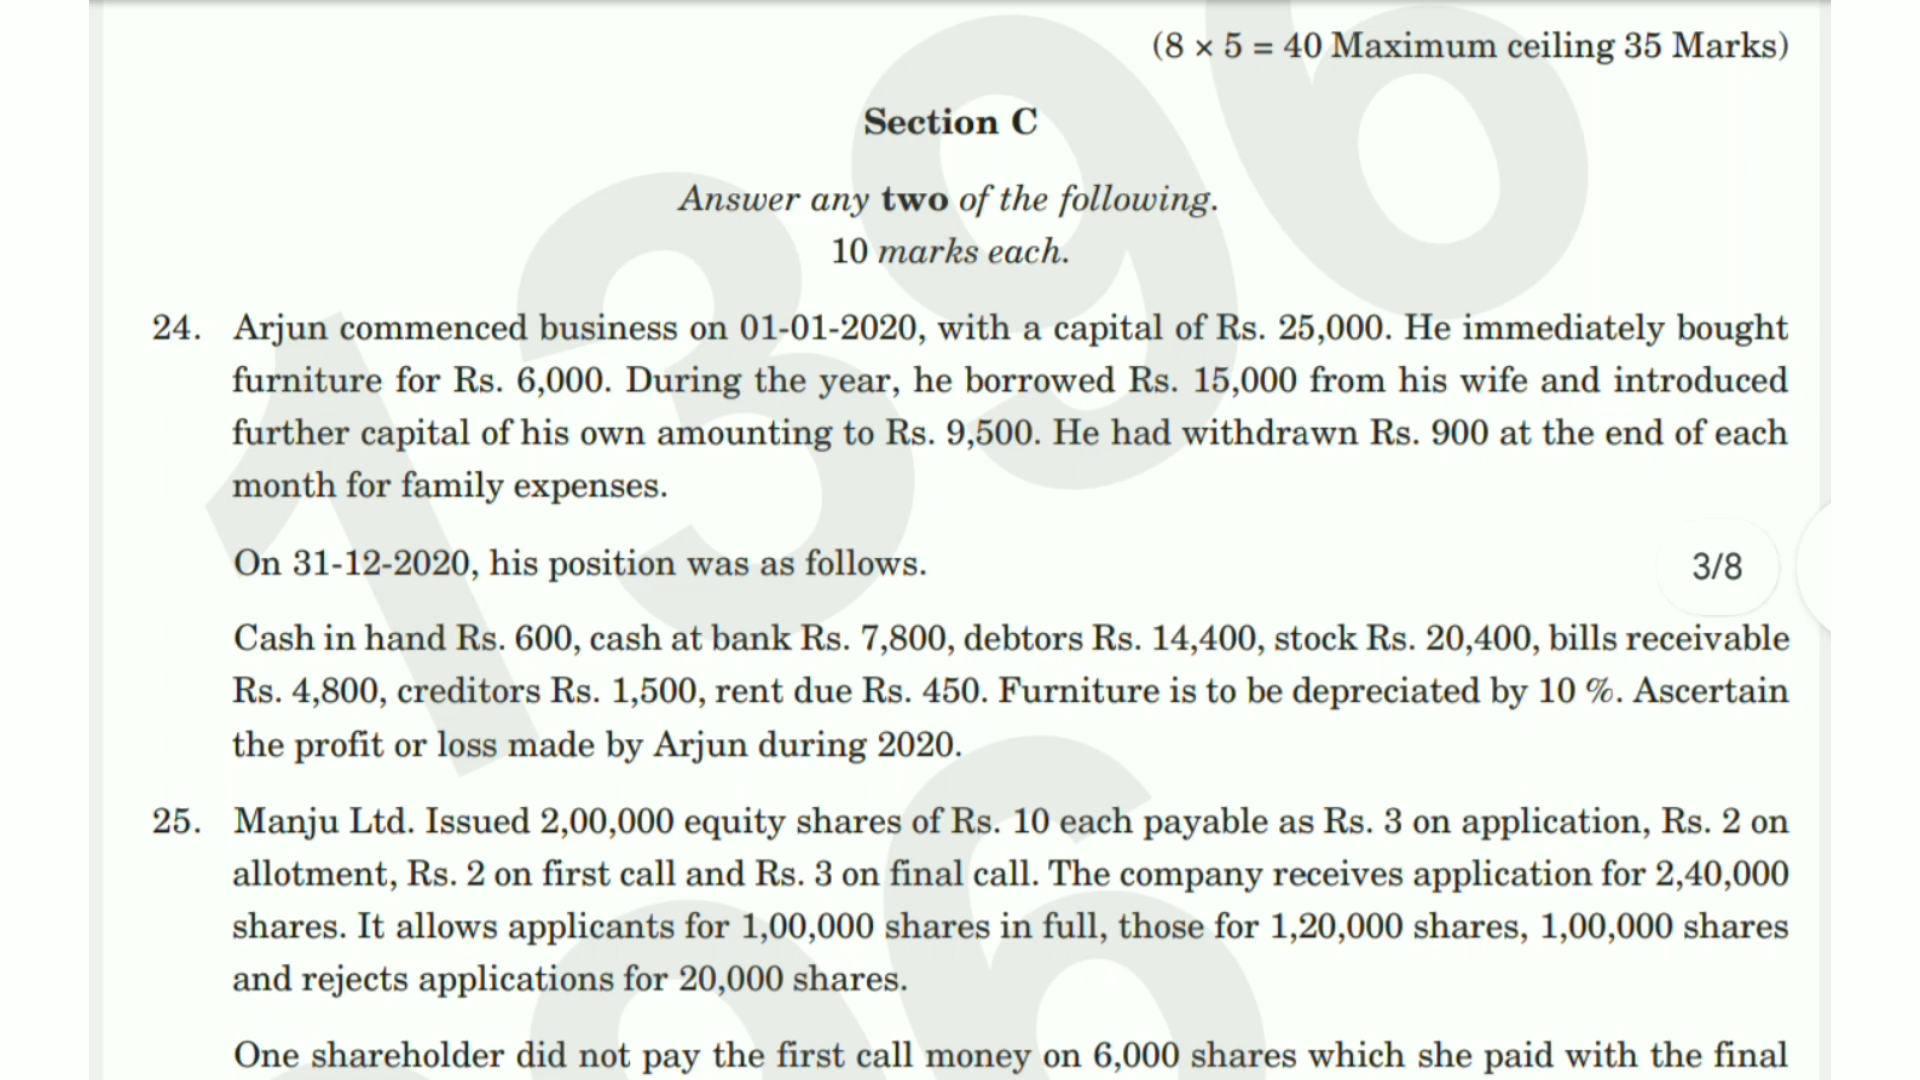 (8 × 5 = 40 Maximum ceiling 35 Marks)
Section C
Answer any two of the following.
10 marks each.
24. Arjun commenced business on 01-01-2020, with a capital of Rs. 25,000. He immediately bought
furniture for Rs. 6,000. During the year, he borrowed Rs. 15,000 from his wife and introduced
further capital of his own amounting to Rs. 9,500. He had withdrawn Rs. 900 at the end of each
month for family expenses.
On 31-12-2020, his position was as follows.
3/8
Cash in hand Rs. 600, cash at bank Rs. 7,800, debtors Rs. 14,400, stock Rs. 20,400, bills receivable
Rs. 4,800, creditors Rs. 1,500, rent due Rs. 450. Furniture is to be depreciated by 10 %. Ascertain
the profit or loss made by Arjun during 2020.
25. Manju Ltd. Issued 2,00,000 equity shares of Rs. 10 each payable as Rs. 3 on application, Rs. 2 on
allotment, Rs. 2 on first call and Rs. 3 on final call. The company receives application for 2,40,000
shares. It allows applicants for 1,00,000 shares in full, those for 1,20,000 shares, 1,00,000 shares
and rejects applications for 20,000 shares.
One shareholder did not pay the first call money on 6,000 shares which she paid with the final
1396